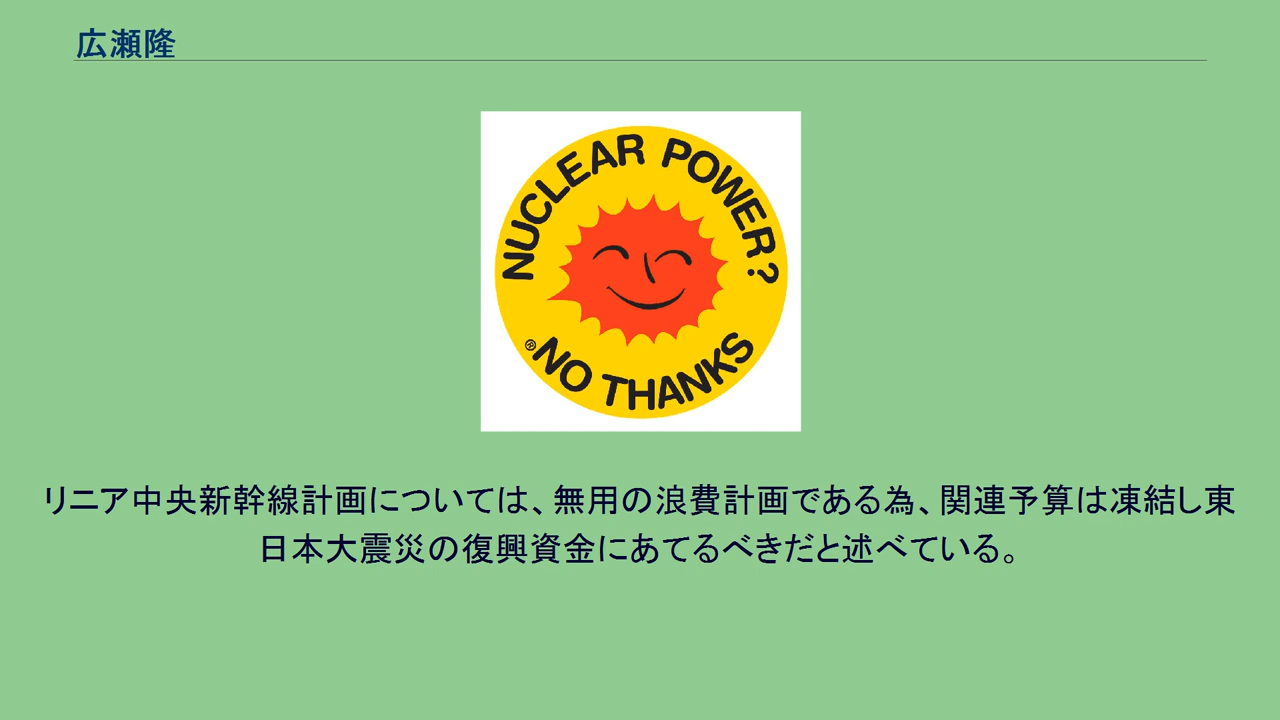 広瀬隆
NUCLEAR POWER?
®NO THANKS
リニア中央新幹線計画については、無用の浪費計画である為、関連予算は凍結し東
日本大震災の復興資金にあてるべきだと述べている。